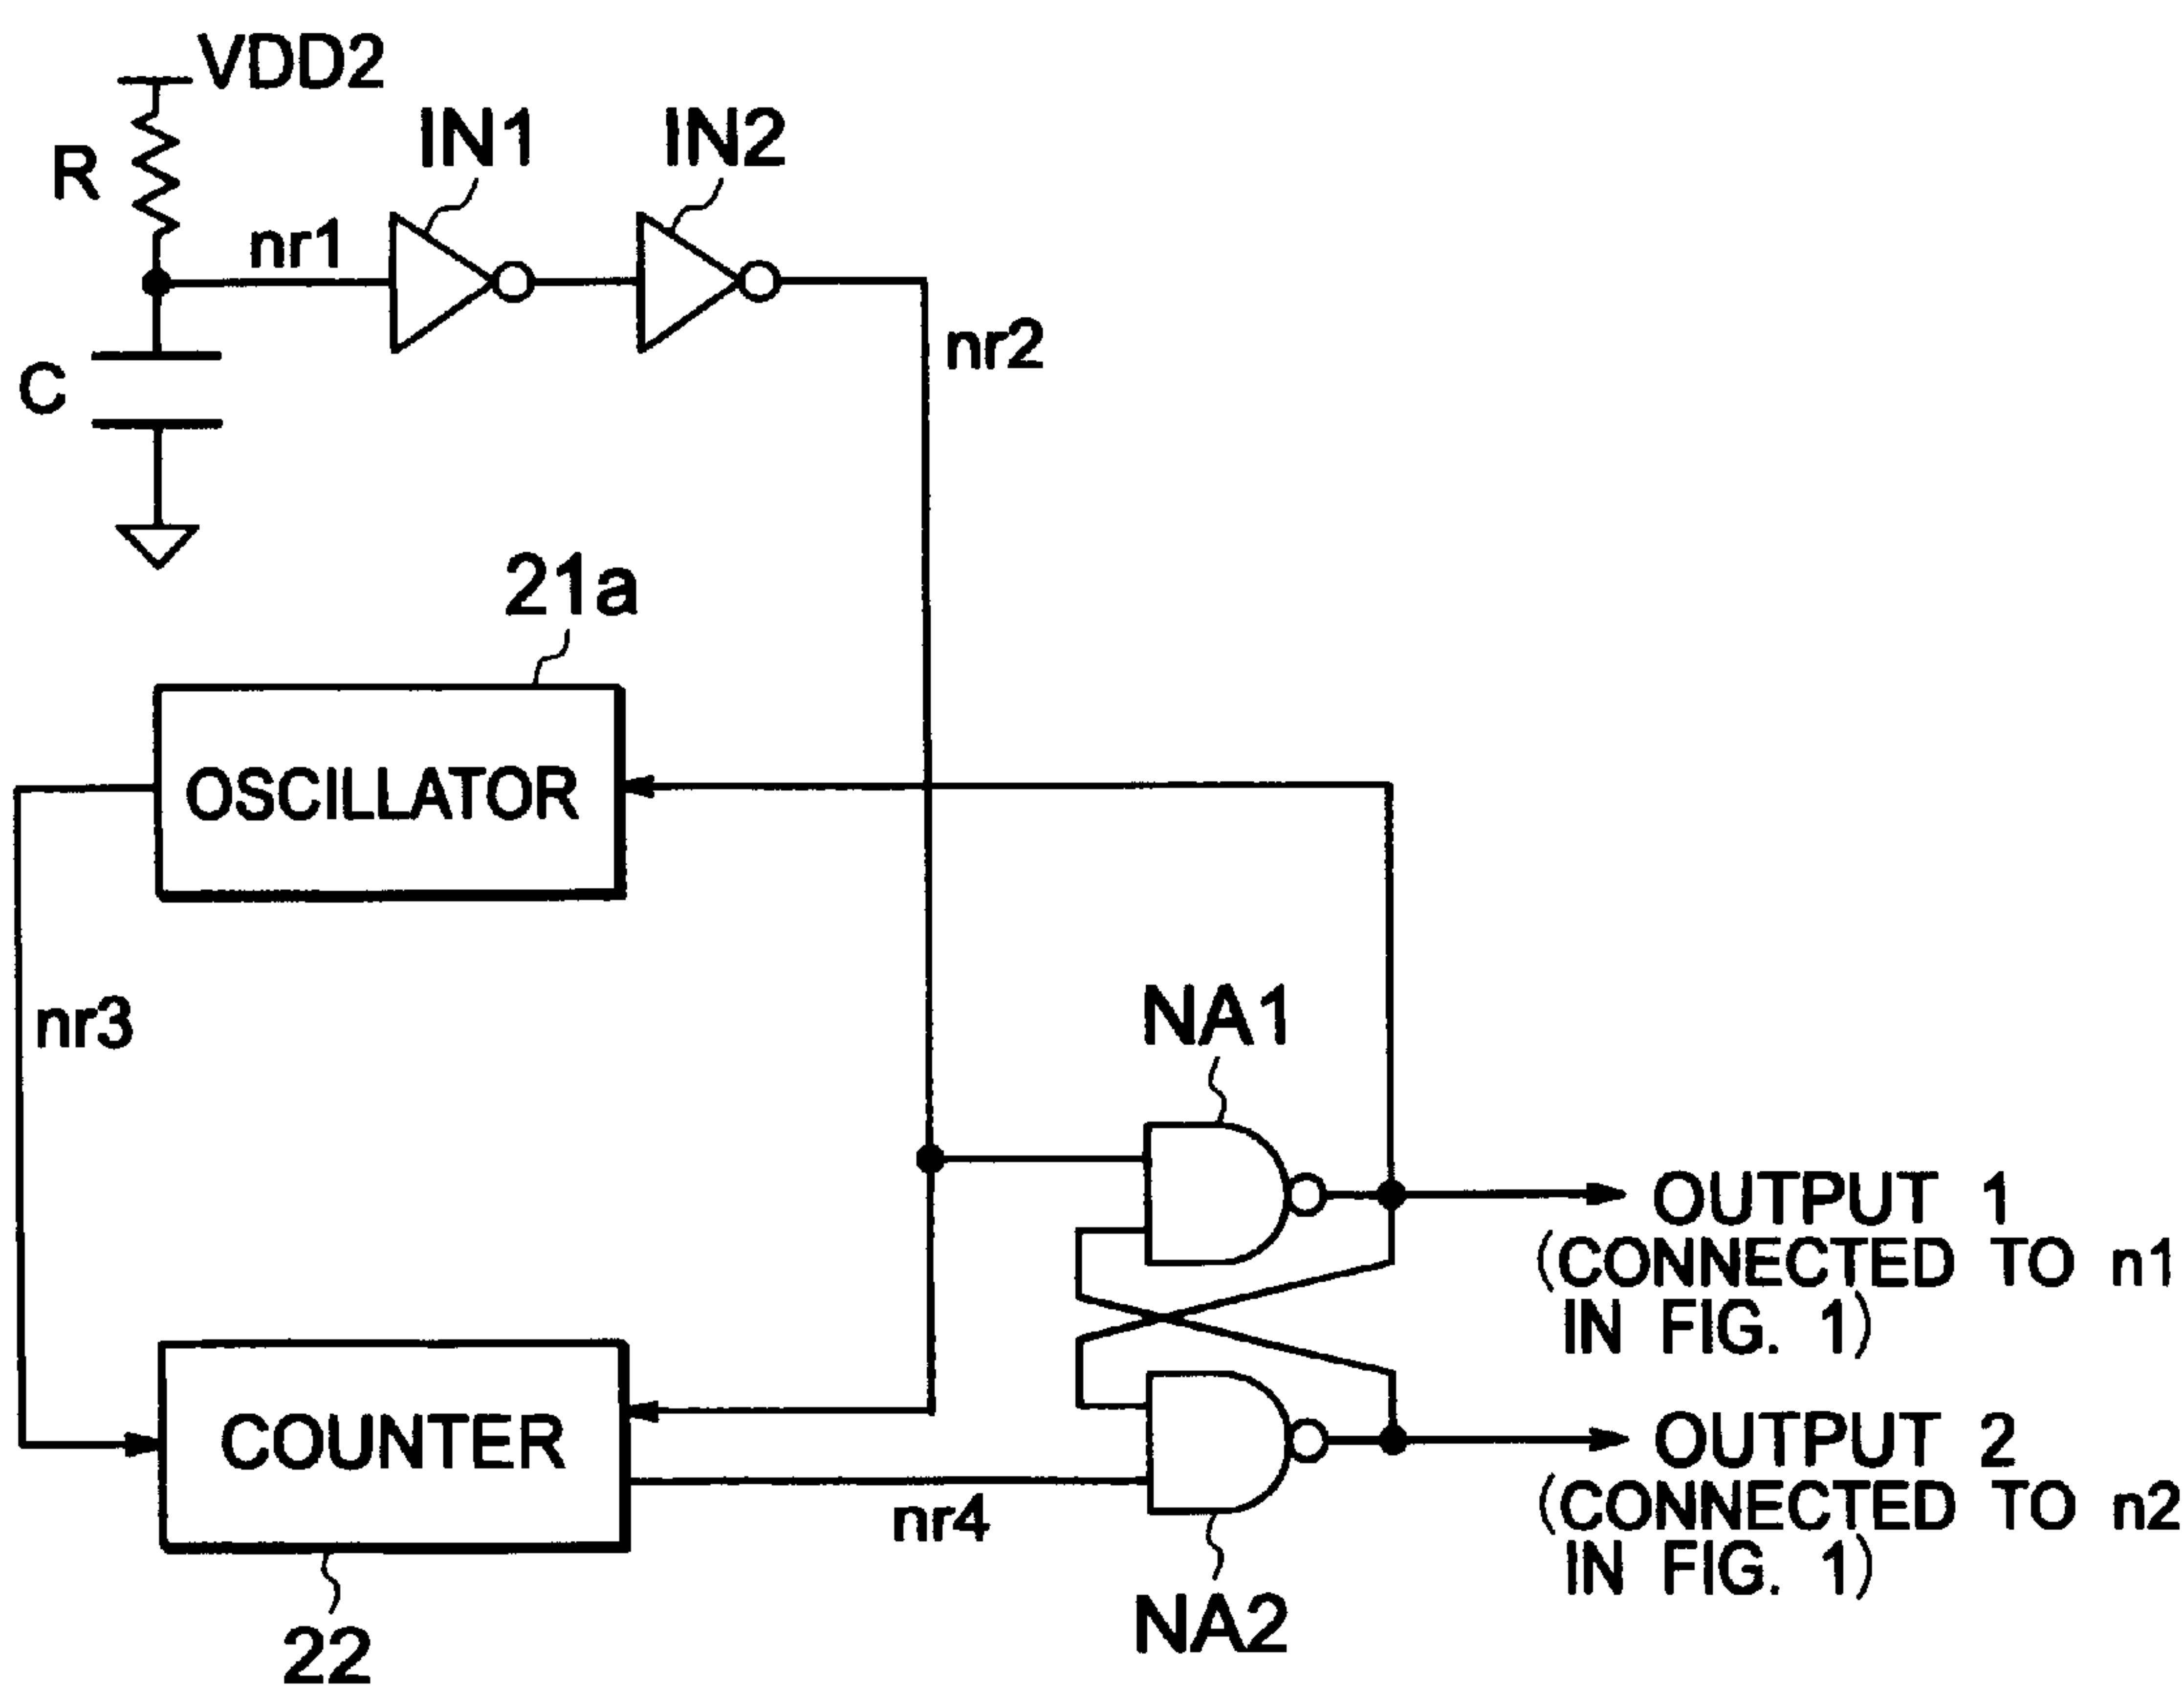 VDD2
R
IN1
IN2
nr1
nr2
C
21a
OSCILLATOR
nr3
NA1
OUTPUT 1
(CONNECTED TO n1
IN FIG. 1)
COUNTER
OUTPUT 2
(CONNECTED TO n2
IN FIG. 1)
nr4
NA2
22